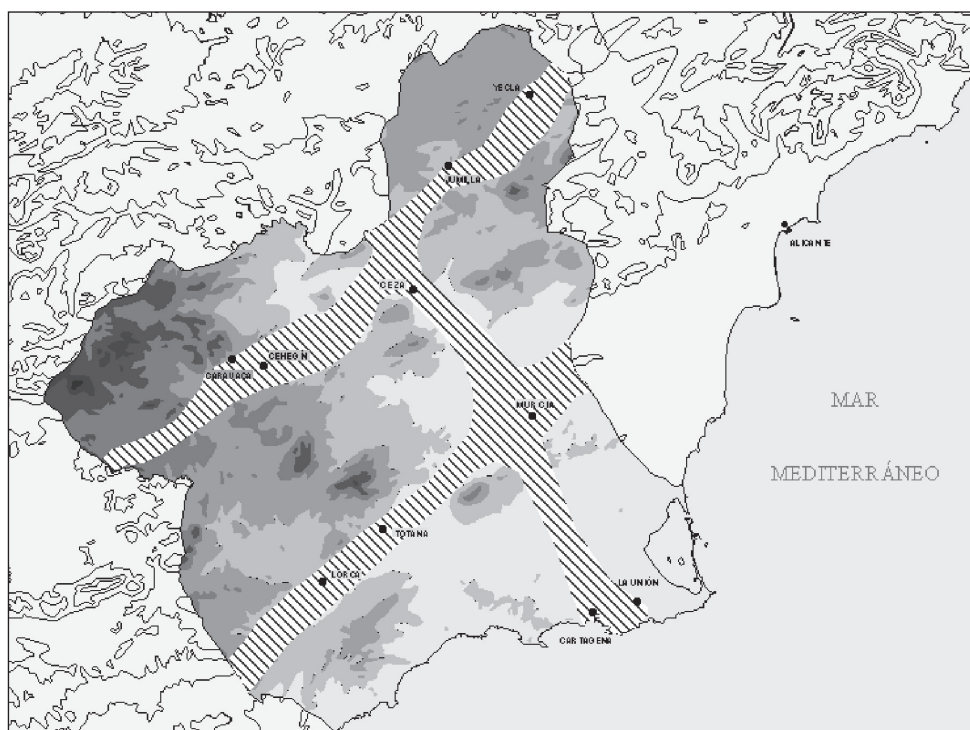 YECLA
JUMILLA
ALICANTE
CIEZA
CEHEGÍN
CARAVACA
MAR
MURCIA
MEDITERRÁNEO
TOTANA
LORCA
LA UNIÓN
CARTAGENA